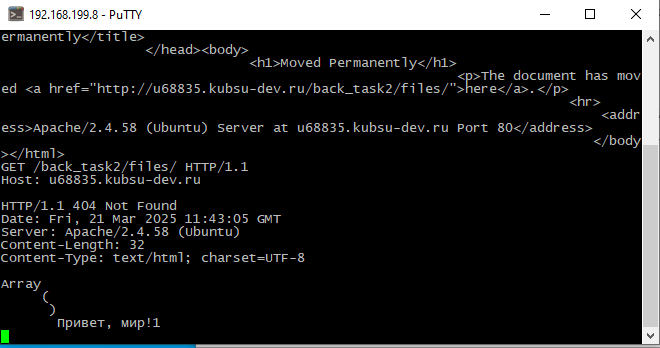 192.168.199.8 - PuTTY
ermanently</title>
</head><body>
<h1>Moved Permanently</h1>
<p>The document has mov
ed <a href="http://u68835.kubsu-dev.ru/back_task2/files/">here</a>.</p>
<hr>
<addr
ess>Apache/2.4.58 (Ubuntu) Server at u68835.kubsu-dev.ru Port 80</address>
</body
></html>
GET /back_task2/files/ HTTP/1.1
Host: u68835.kubsu-dev.ru
HTTP/1.1 404 Not Found
Date: Fri, 21 Mar 2025 11:43:05 GMT
Server: Apache/2.4.58 (Ubuntu)
Content-Length: 32
Content-Type: text/html; charset=UTF-8
Array
(
)
Привет, мир!1